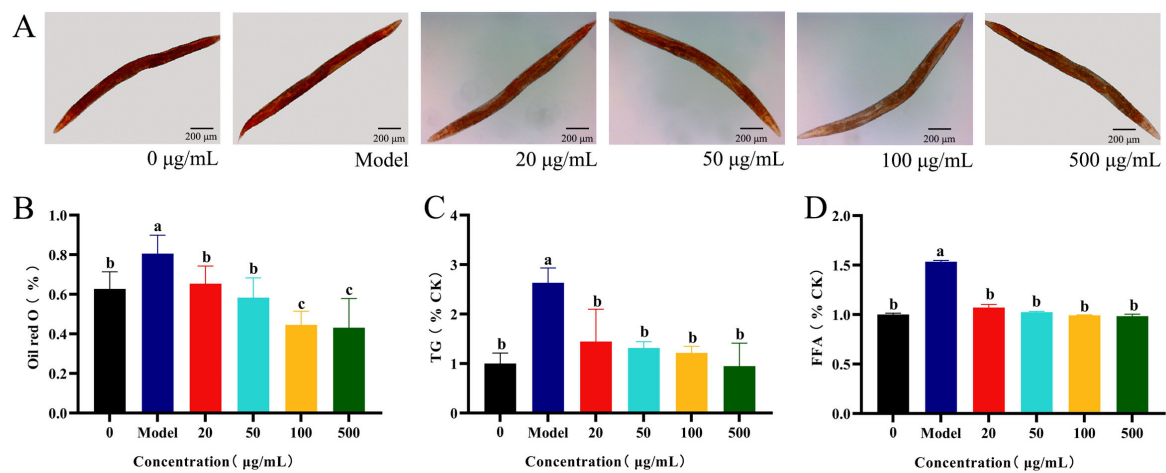 A
200 μm
200 μm
200 μm
200 μm
200 μm
200 μm
0 μg/mL
Model
20 μg/mL
50 μg/mL
100 μg/mL
500 μg/mL
B
Oil red O（ %）
1.0
0.8
0.6
0.4
0.2
0.0
b
a
b
b
c
c
0
Model
20
50
100
500
Concentration（ μg/mL）
C
TG（ % CK）
4
3
2
1
0
b
a
b
b
b
b
0
Model
20
50
100
500
Concentration（ μg/mL）
D
FFA（ % CK）
2.0
1.5
1.0
0.5
0.0
b
a
b
b
b
b
0
Model
20
50
100
500
Concentration（ μg/mL）